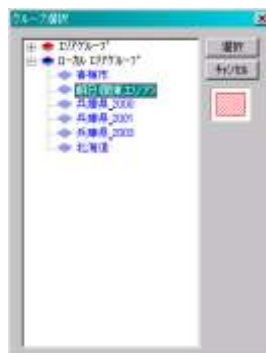 グループ選択
エリアグループ
ローカル エリアグループ
青梅市
兵庫県_2000
兵庫県_2001
兵庫県_2003
北海道
選択
キャンセル